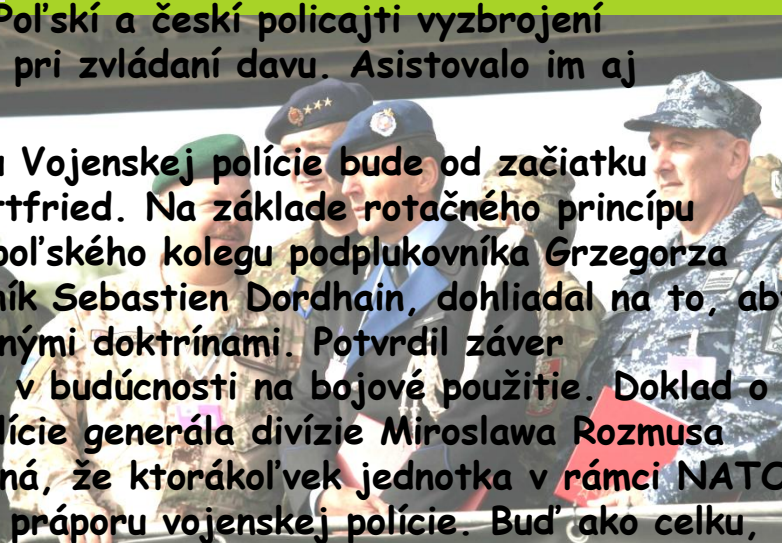 Poľskí a českí policajti vyzbrojení
pri zvládaní davu. Asistovalo im aj
Vojenskej polície bude od začiatku
rtfried. Na základe rotačného princípu
poľského kolegu podplukovníka Grzegorza
ník Sebastien Dordhain, dohliadal na to, aby
nými doktrínami. Potvrdil záver
v budúcnosti na bojové použitie. Doklad o
lície generála divízie Miroslawa Rozmusa
ná, že ktorákoľvek jednotka v rámci NATO
práporu vojenskej polície. Buď ako celku,